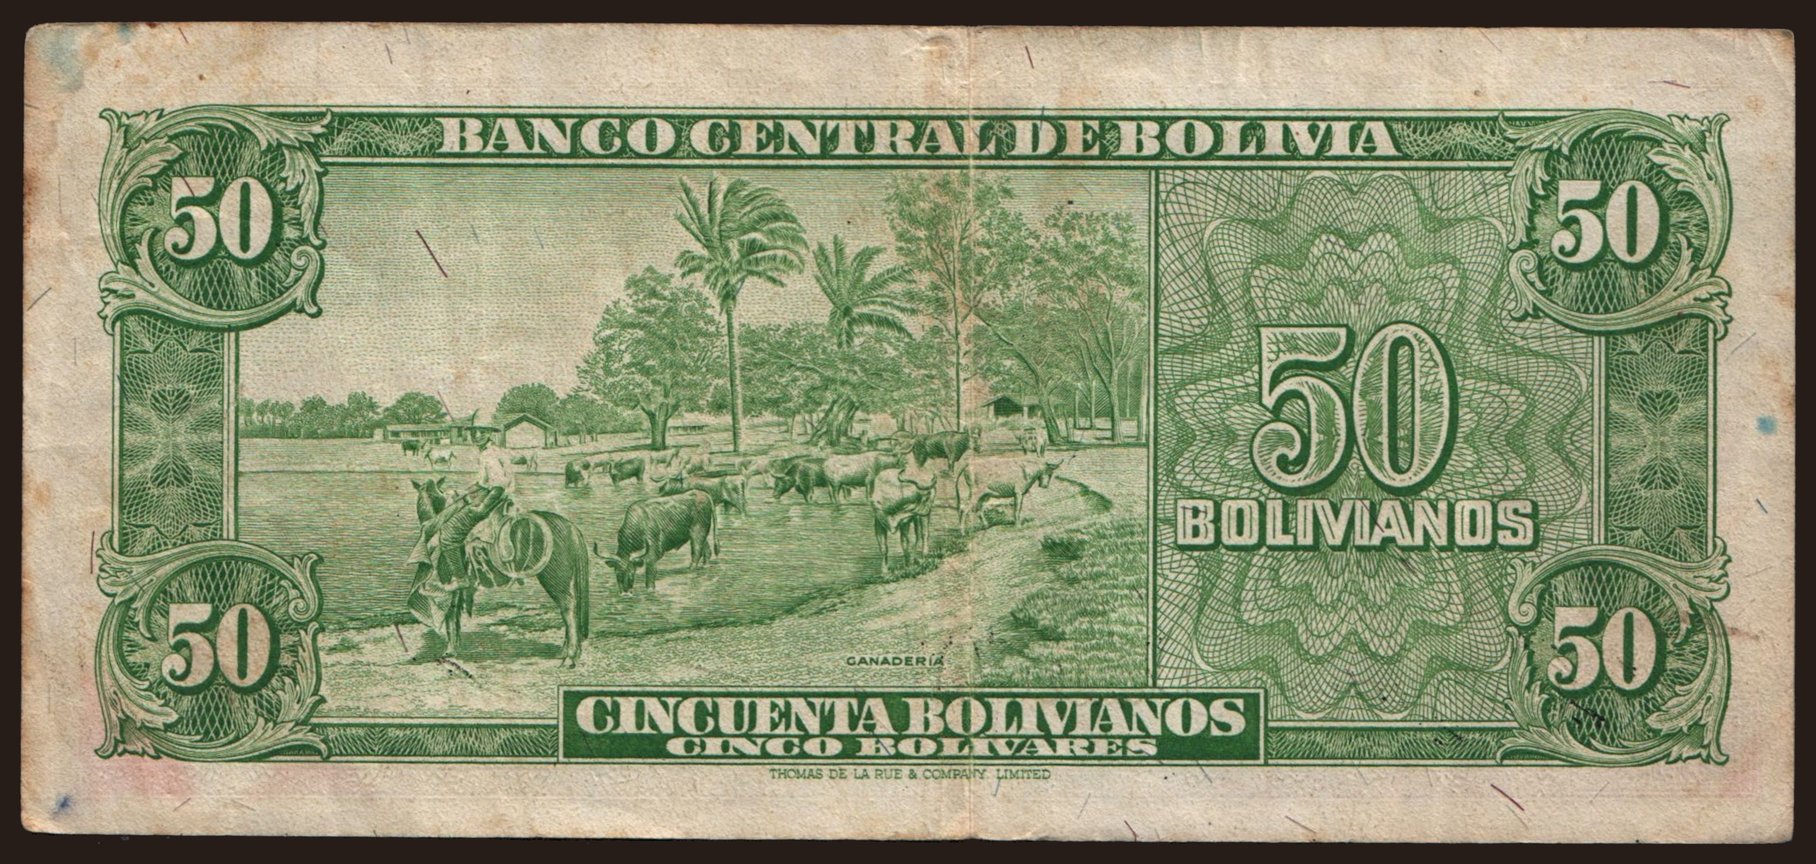 BANCO CENTRAL DE BOLIVIA
50
50
50
BOLIVIANOS
50
50
GANADERÍA
CINCUENTA BOLIVIANOS
CINCO BOLIVARES
THOMAS DE LA RUE & COMPANY, LIMITED